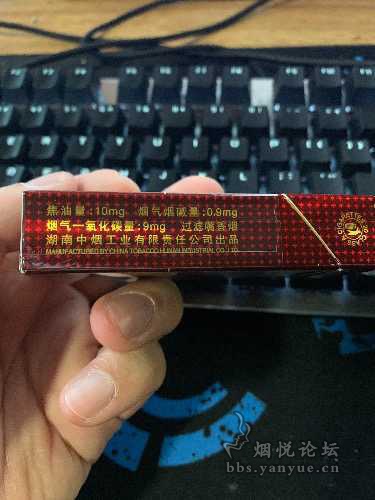 焦油量:10mg 烟气烟碱量:0.9mg
烟气一氧化碳量:9mg 过滤嘴卷烟
湖南中烟工业有限责任公司出品
MANUFACTURED BY CHINA TOBACCO HUNAN INDUSTRIAL CO.,LTD
烟悦论坛
bbs.yanyue.cn